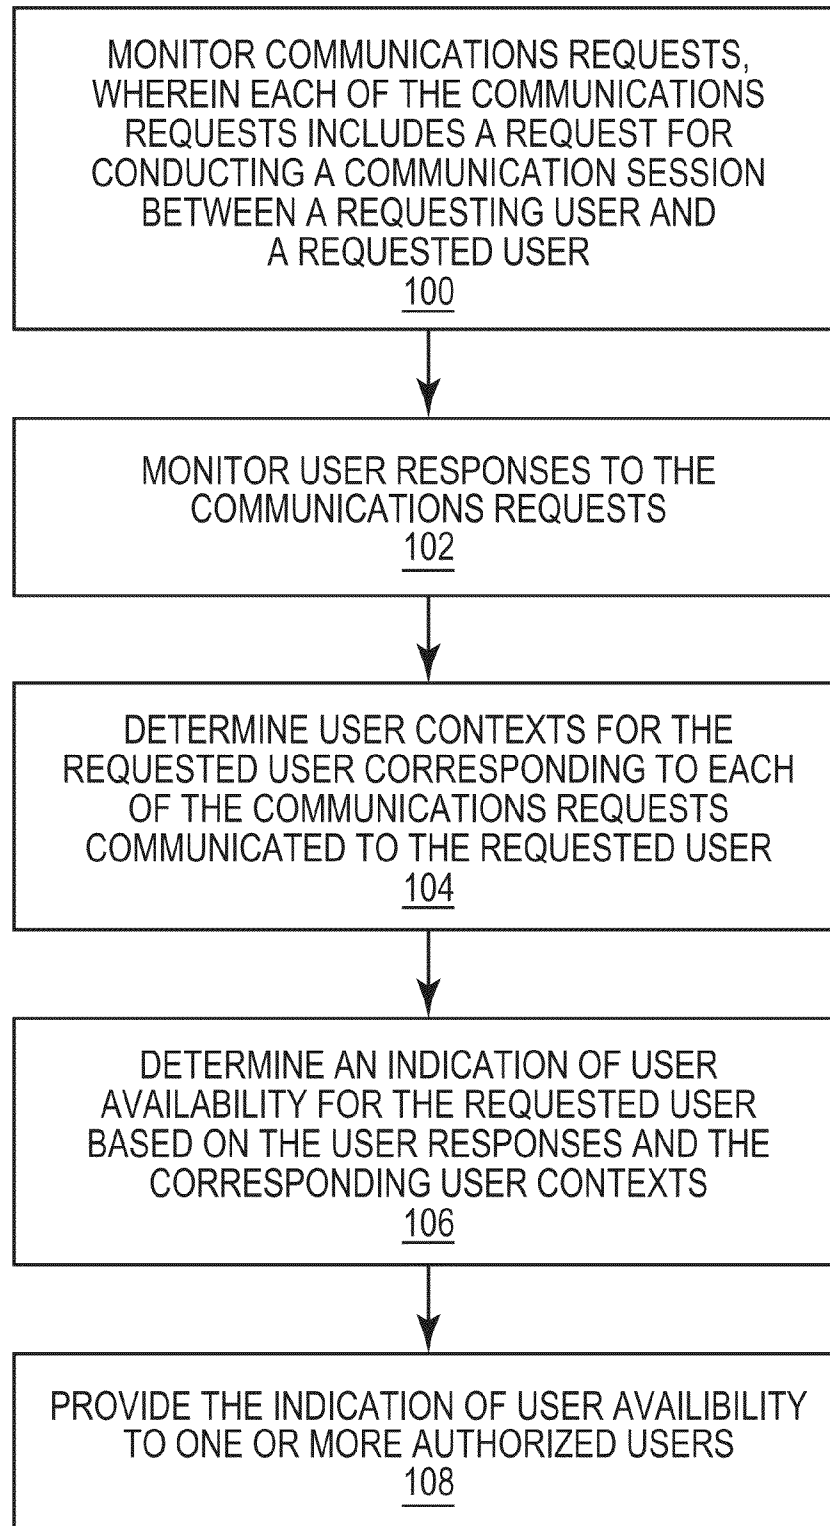 MONITOR COMMUNICATIONS REQUESTS,
WHEREIN EACH OF THE COMMUNICATIONS
REQUESTS INCLUDES A REQUEST FOR
CONDUCTING A COMMUNICATION SESSION
BETWEEN A REQUESTING USER AND
A REQUESTED USER
100
MONITOR USER RESPONSES TO THE
COMMUNICATIONS REQUESTS
102
DETERMINE USER CONTEXTS FOR THE
REQUESTED USER CORRESPONDING TO EACH
OF THE COMMUNICATIONS REQUESTS
COMMUNICATED TO THE REQUESTED USER
104
DETERMINE AN INDICATION OF USER
AVAILABILITY FOR THE REQUESTED USER
BASED ON THE USER RESPONSES AND THE
CORRESPONDING USER CONTEXTS
106
PROVIDE THE INDICATION OF USER AVAILIBILITY
TO ONE OR MORE AUTHORIZED USERS
108